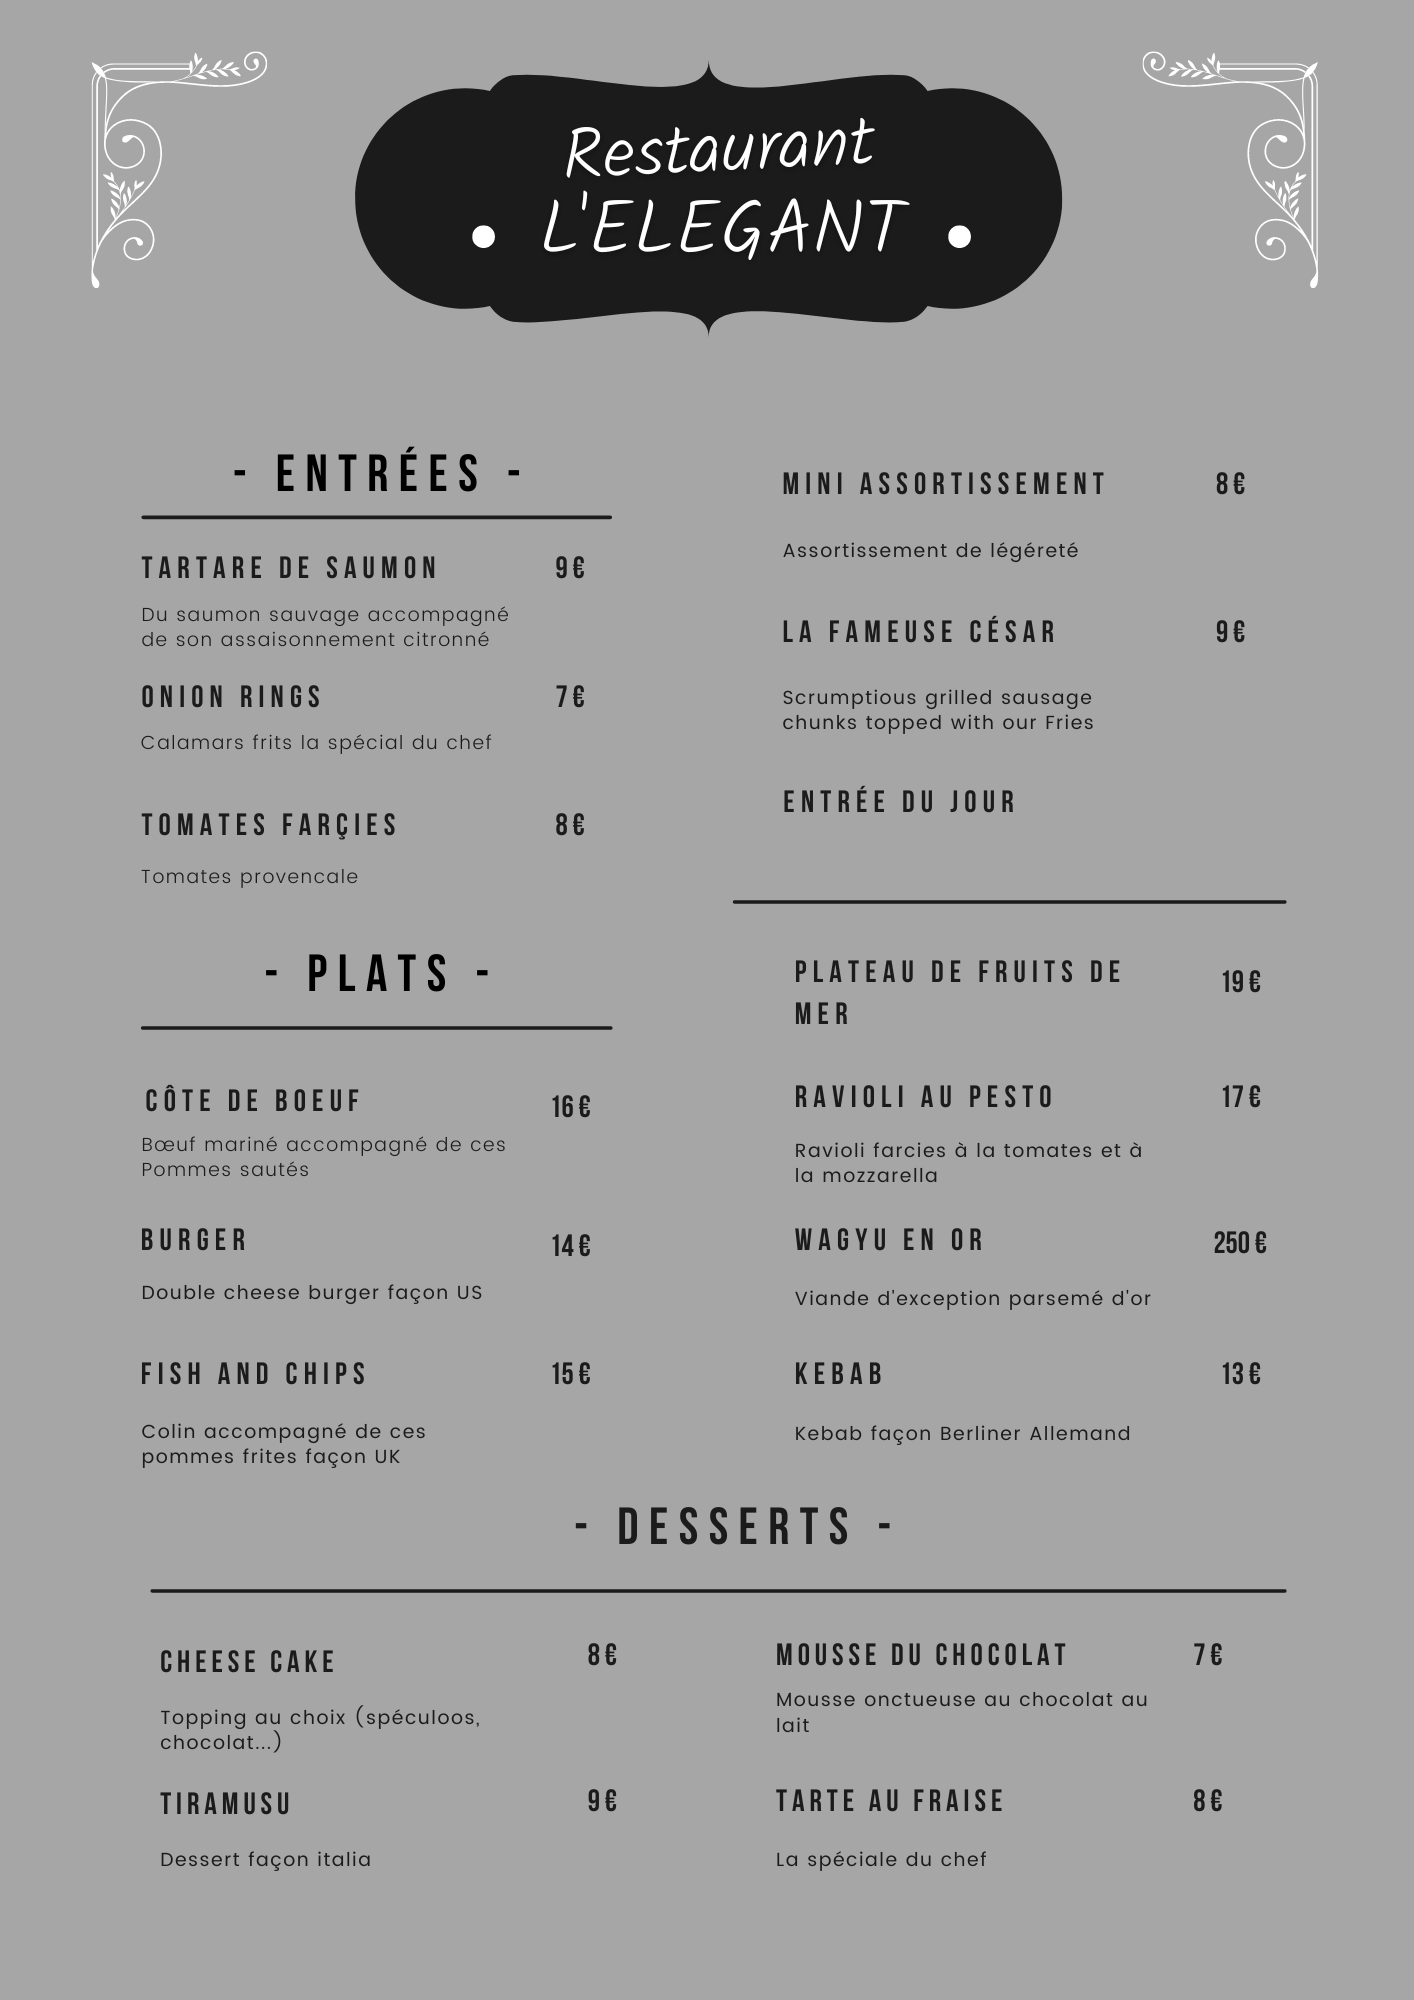 Restaurant
L'ELEGANT
- ENTRÉES -
TARTARE DE SAUMON 9€
Du saumon sauvage accompagné
de son assaisonnement citronné
ONION RINGS 7€
Calamars frits la spécial du chef
TOMATES FARÇIES 8€
Tomates provencale
MINI ASSORTISSEMENT 8€
Assortissement de légéreté
LA FAMEUSE CÉSAR 9€
Scrumptious grilled sausage
chunks topped with our Fries
ENTRÉE DU JOUR
- PLATS -
CÔTE DE BOEUF 16€
Bœuf mariné accompagné de ces
Pommes sautés
BURGER 14€
Double cheese burger façon US
FISH AND CHIPS 15€
Colin accompagné de ces
pommes frites façon UK
PLATEAU DE FRUITS DE 19€
MER
RAVIOLI AU PESTO 17€
Ravioli farcies à la tomates et à
la mozzarella
WAGYU EN OR 250€
Viande d'exception parsemé d'or
KEBAB 13€
Kebab façon Berliner Allemand
- DESSERTS -
CHEESE CAKE 8€
Topping au choix (spéculoos,
chocolat...)
TIRAMUSU 9€
Dessert façon italia
MOUSSE DU CHOCOLAT 7€
Mousse onctueuse au chocolat au
lait
TARTE AU FRAISE 8€
La spéciale du chef